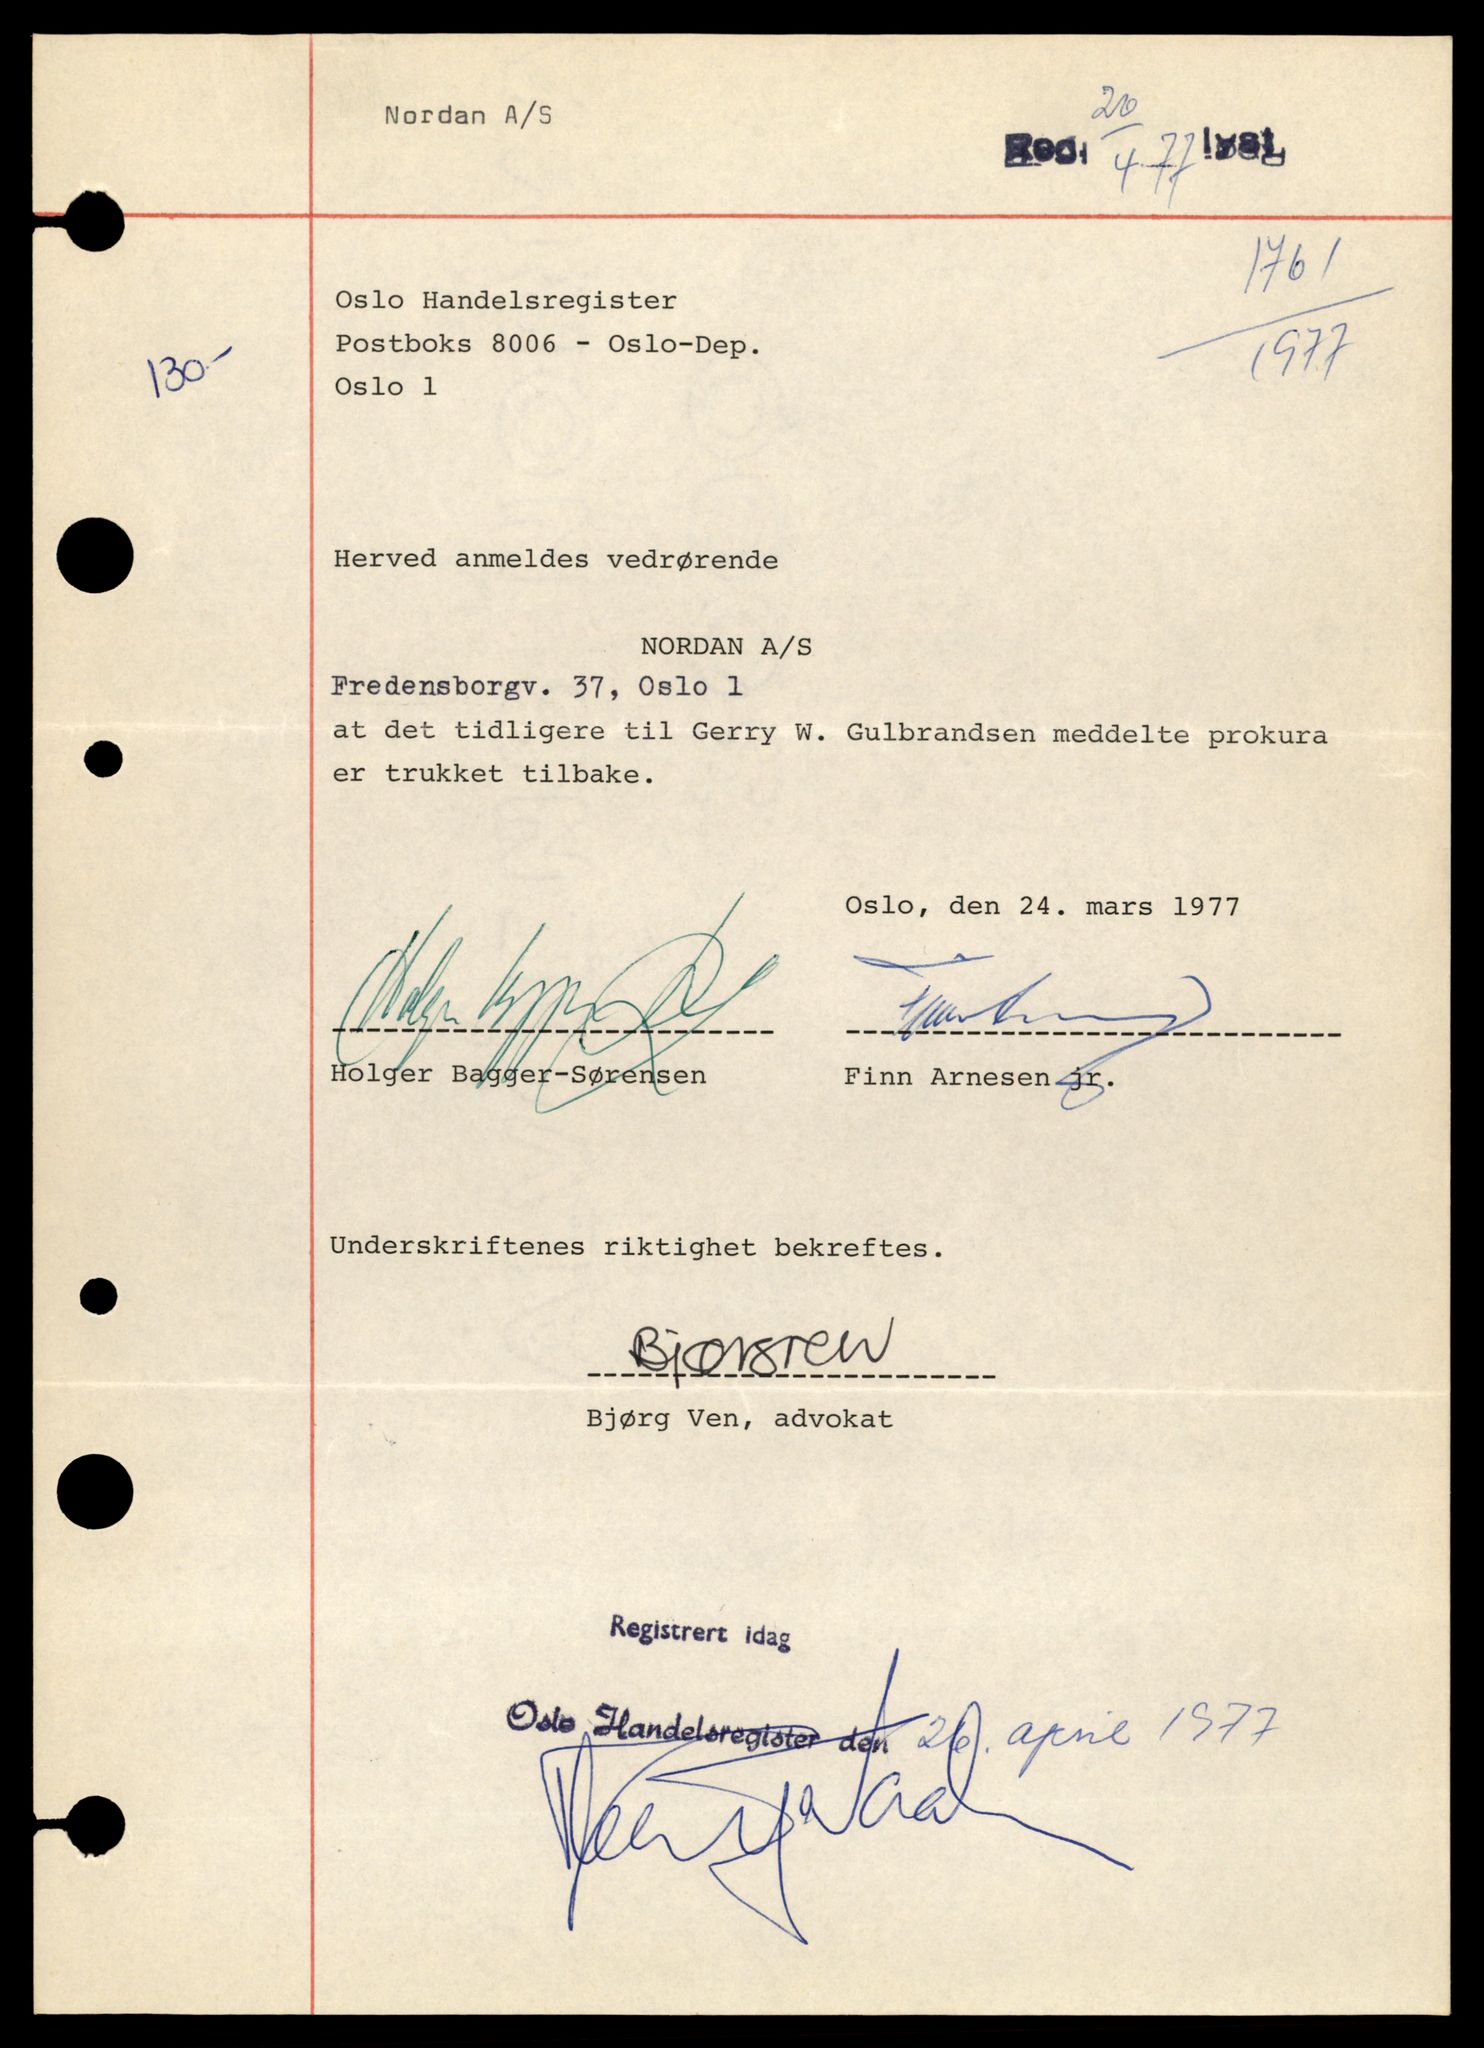 Nordan A/S
Reg. 20/4 77 lyst
1761
1977
Oslo Handelsregister
Postboks 8006 - Oslo-Dep.
Oslo 1
130.-
Herved anmeldes vedrørende
NORDAN A/S
Fredensborgv. 37, Oslo 1
at det tidligere til Gerry W. Gulbrandsen meddelte prokura
er trukket tilbake.
Oslo, den 24. mars 1977
Holger Bagger-Sørensen
Finn Arnesen jr.
Underskriftenes riktighet bekreftes.
Bjørg Ven
Bjørg Ven, advokat
Registrert idag
Oslo Handelsregister den 20. april 1977